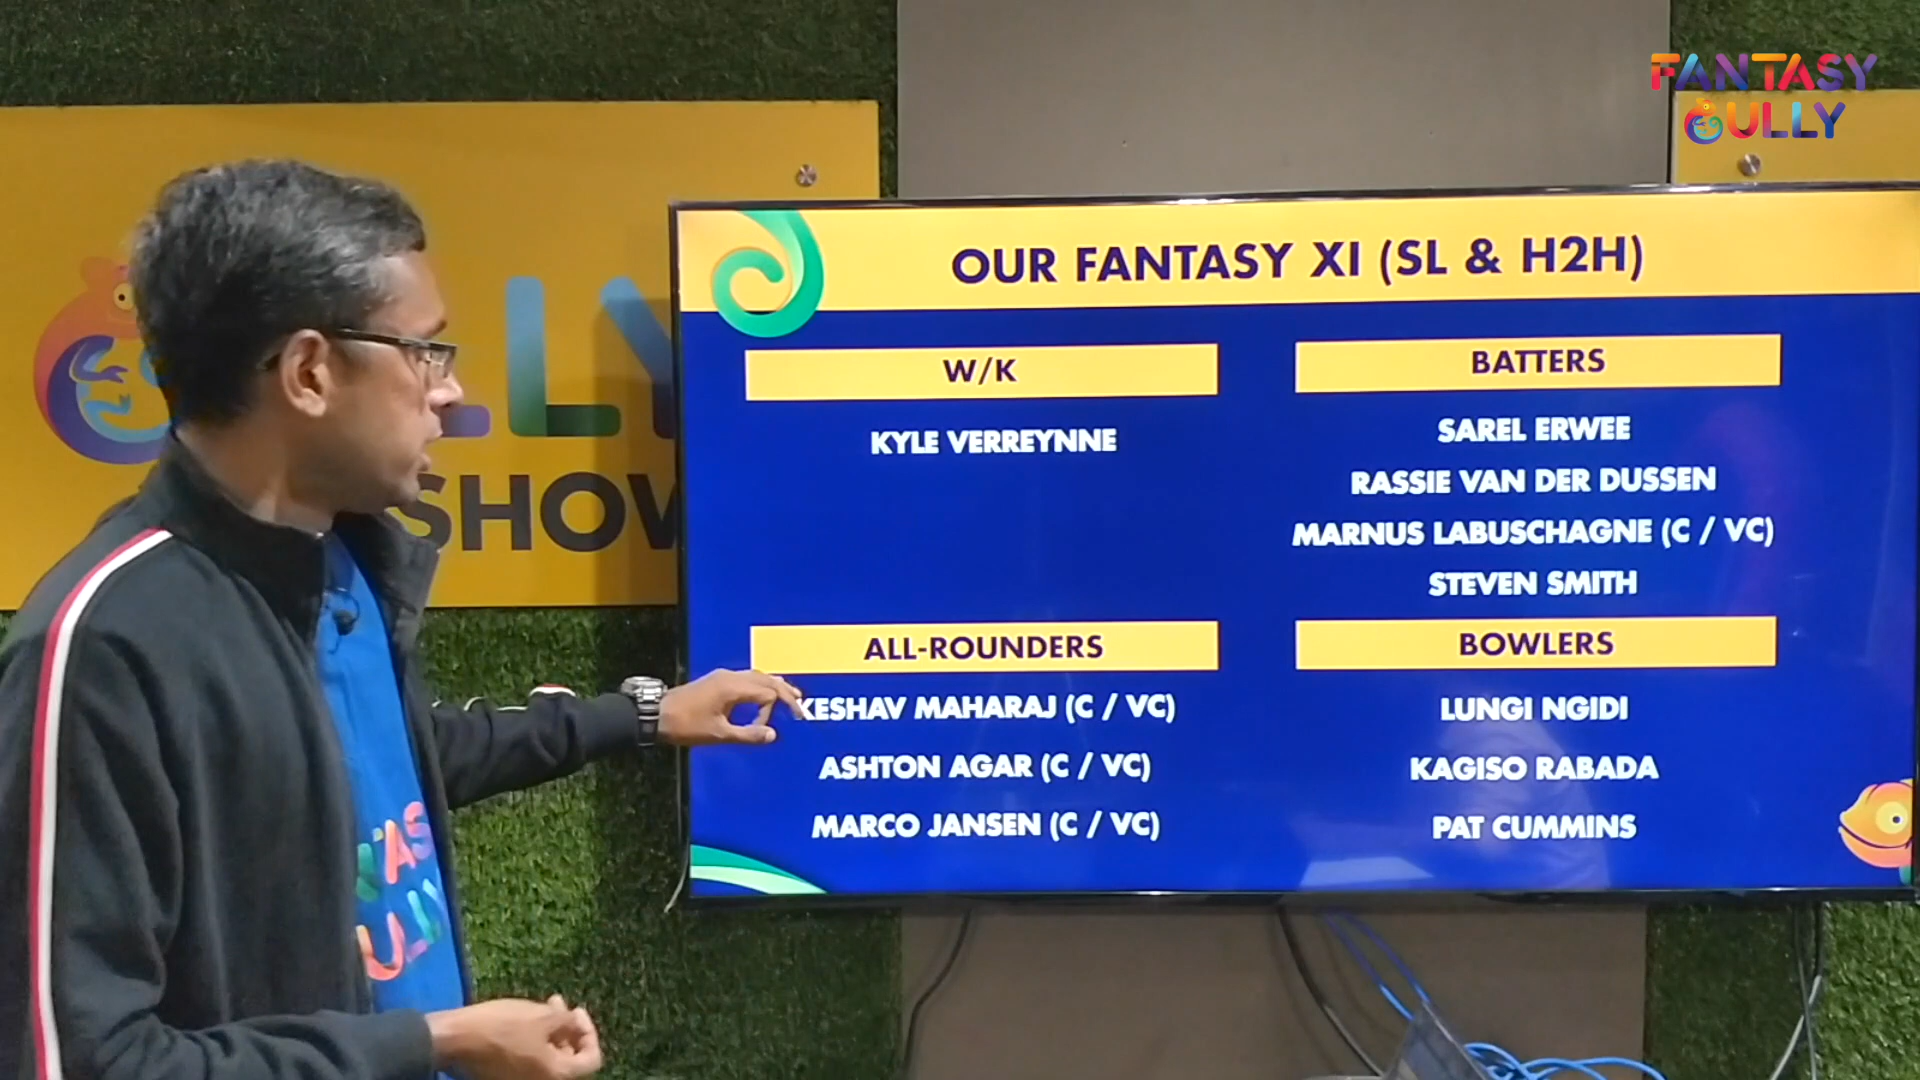 FANTASY
GULLY
LLY
SHOW
OUR FANTASY XI (SL & H2H)
W/K
KYLE VERREYNNE
BATTERS
SAREL ERWEE
RASSIE VAN DER DUSSEN
MARNUS LABUSCHAGNE (C / VC)
STEVEN SMITH
ALL-ROUNDERS
KESHAV MAHARAJ (C / VC)
ASHTON AGAR (C / VC)
MARCO JANSEN (C / VC)
BOWLERS
LUNGI NGIDI
KAGISO RABADA
PAT CUMMINS